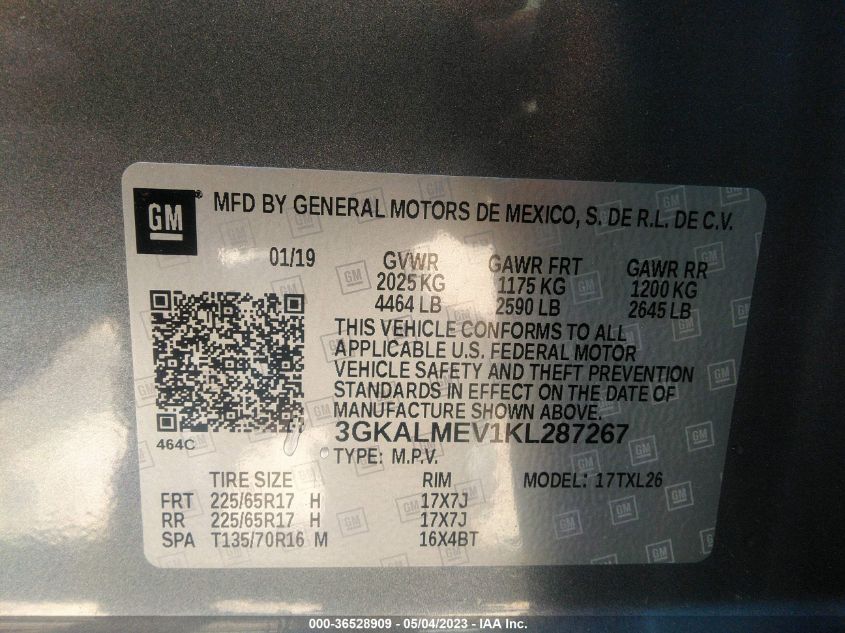 GM® MFD BY GENERAL MOTORS DE MEXICO, S. DE R.L. DE C.V.
01/19 GVWR GAWR FRT GAWR RR
2025 KG 1175 KG 1200 KG
4464 LB 2590 LB 2645 LB
THIS VEHICLE CONFORMS TO ALL
APPLICABLE U.S. FEDERAL MOTOR
VEHICLE SAFETY AND THEFT PREVENTION
STANDARDS IN EFFECT ON THE DATE OF
MANUFACTURE SHOWN ABOVE.
464C
3GKALMEV1KL287267
TYPE: M.P.V.
TIRE SIZE RIM MODEL: 17TXL26
FRT 225/65R17 H 17X7J
RR 225/65R17 H 17X7J
SPA T135/70R16 M 16X4BT
000-36528909 - 05/04/2023 - IAA Inc.